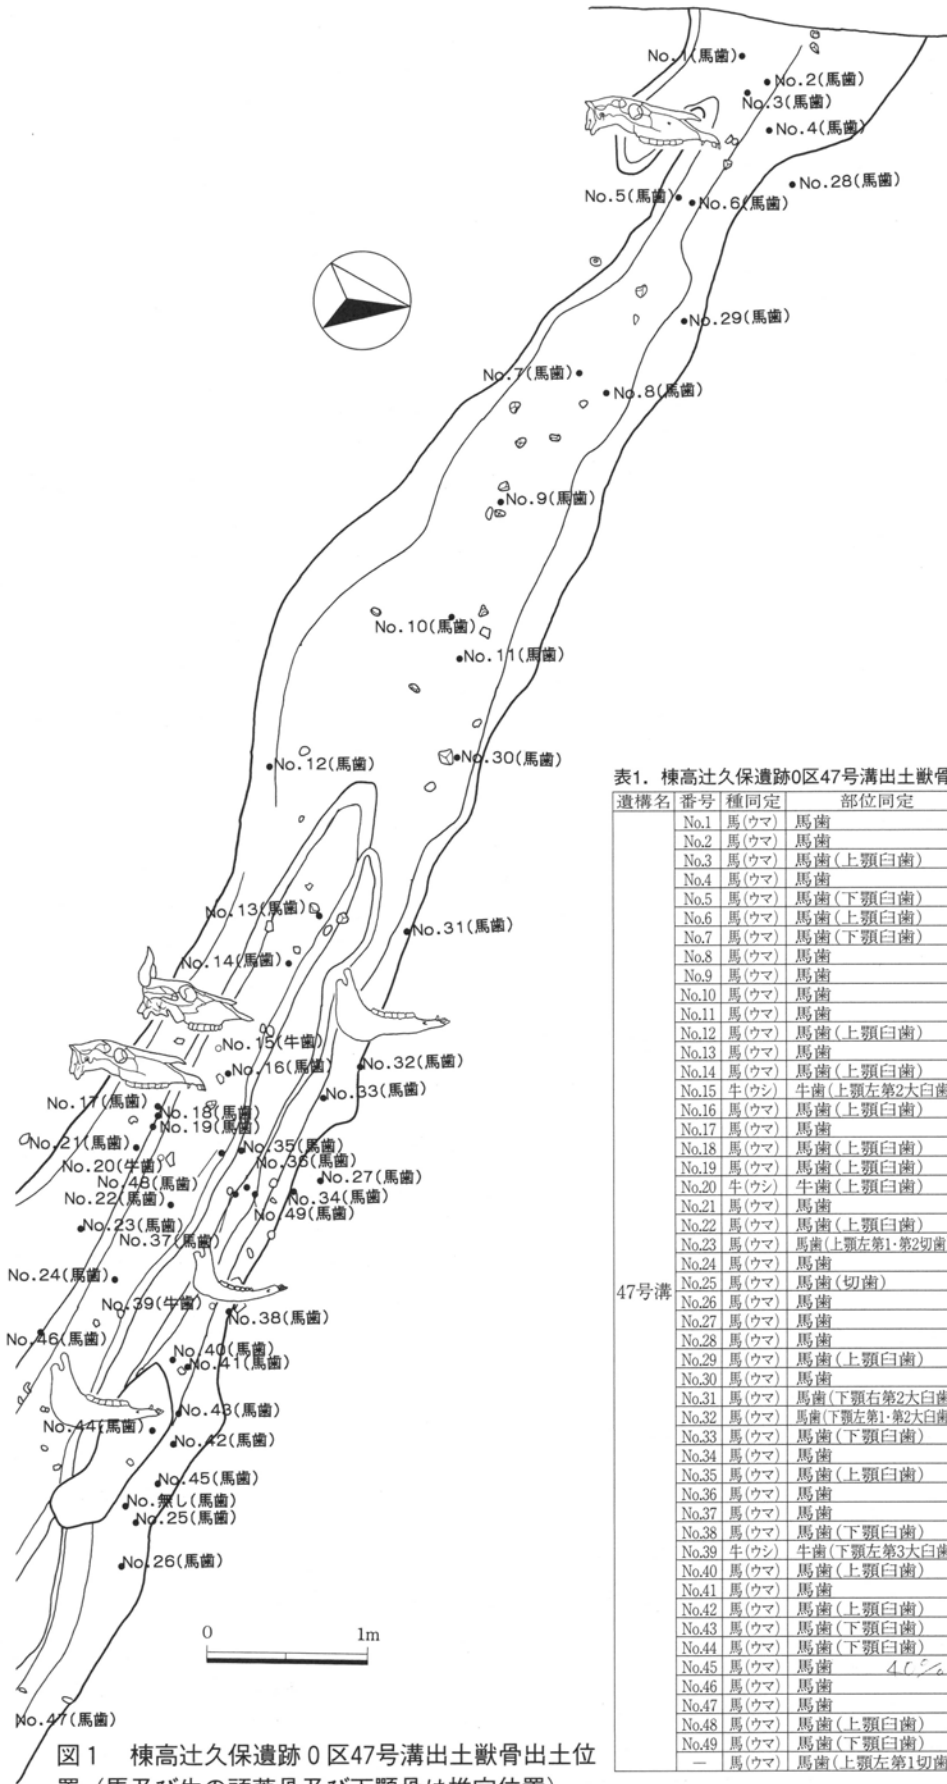 No.1(馬歯)
No.2(馬歯)
No.3(馬歯)
No.4(馬歯)
No.28(馬歯)
No.5(馬歯)
No.6(馬歯)
No.29(馬歯)
No.7(馬歯)
No.8(馬歯)
No.9(馬歯)
No.10(馬歯)
No.11(馬歯)
No.12(馬歯)
No.30(馬歯)
No.13(馬歯)
No.31(馬歯)
No.14(馬歯)
No.15(牛歯)
No.16(馬歯)
No.32(馬歯)
No.33(馬歯)
No.17(馬歯)
No.18(馬歯)
No.19(馬歯)
No.21(馬歯)
No.35(馬歯)
No.20(牛歯)
No.36(馬歯)
No.48(馬歯)
No.27(馬歯)
No.22(馬歯)
No.34(馬歯)
No.49(馬歯)
No.23(馬歯)
No.37(馬歯)
No.24(馬歯)
No.39(牛歯)
No.38(馬歯)
No.46(馬歯)
No.40(馬歯)
No.41(馬歯)
No.43(馬歯)
No.44(馬歯)
No.42(馬歯)
No.45(馬歯)
No.無し(馬歯)
No.25(馬歯)
No.26(馬歯)
0 1m
No.47(馬歯)
図1 棟高辻久保遺跡0区47号溝出土獣骨出土位
表1. 棟高辻久保遺跡0区47号溝出土獣骨
遺構名 番号 種同定 部位同定
47号溝
No.1 馬(ウマ) 馬歯
No.2 馬(ウマ) 馬歯
No.3 馬(ウマ) 馬歯(上顎臼歯)
No.4 馬(ウマ) 馬歯
No.5 馬(ウマ) 馬歯(下顎臼歯)
No.6 馬(ウマ) 馬歯(上顎臼歯)
No.7 馬(ウマ) 馬歯(下顎臼歯)
No.8 馬(ウマ) 馬歯
No.9 馬(ウマ) 馬歯
No.10 馬(ウマ) 馬歯
No.11 馬(ウマ) 馬歯
No.12 馬(ウマ) 馬歯(上顎臼歯)
No.13 馬(ウマ) 馬歯
No.14 馬(ウマ) 馬歯(上顎臼歯)
No.15 牛(ウシ) 牛歯(上顎左第2大臼歯
No.16 馬(ウマ) 馬歯(上顎臼歯)
No.17 馬(ウマ) 馬歯
No.18 馬(ウマ) 馬歯(上顎臼歯)
No.19 馬(ウマ) 馬歯(上顎臼歯)
No.20 牛(ウシ) 牛歯(上顎臼歯)
No.21 馬(ウマ) 馬歯
No.22 馬(ウマ) 馬歯(上顎臼歯)
No.23 馬(ウマ) 馬歯(上顎左第1・第2切歯
No.24 馬(ウマ) 馬歯
No.25 馬(ウマ) 馬歯(切歯)
No.26 馬(ウマ) 馬歯
No.27 馬(ウマ) 馬歯
No.28 馬(ウマ) 馬歯
No.29 馬(ウマ) 馬歯(上顎臼歯)
No.30 馬(ウマ) 馬歯
No.31 馬(ウマ) 馬歯(下顎右第2大臼歯
No.32 馬(ウマ) 馬歯(下顎左第1・第2大臼歯
No.33 馬(ウマ) 馬歯(下顎臼歯)
No.34 馬(ウマ) 馬歯
No.35 馬(ウマ) 馬歯(上顎臼歯)
No.36 馬(ウマ) 馬歯
No.37 馬(ウマ) 馬歯
No.38 馬(ウマ) 馬歯(下顎臼歯)
No.39 牛(ウシ) 牛歯(下顎左第3大臼歯
No.40 馬(ウマ) 馬歯(上顎臼歯)
No.41 馬(ウマ) 馬歯
No.42 馬(ウマ) 馬歯(上顎臼歯)
No.43 馬(ウマ) 馬歯(下顎臼歯)
No.44 馬(ウマ) 馬歯(下顎臼歯)
No.45 馬(ウマ) 馬歯
No.46 馬(ウマ) 馬歯
No.47 馬(ウマ) 馬歯
No.48 馬(ウマ) 馬歯(上顎臼歯)
No.49 馬(ウマ) 馬歯(下顎臼歯)
― 馬(ウマ) 馬歯(上顎左第1切歯